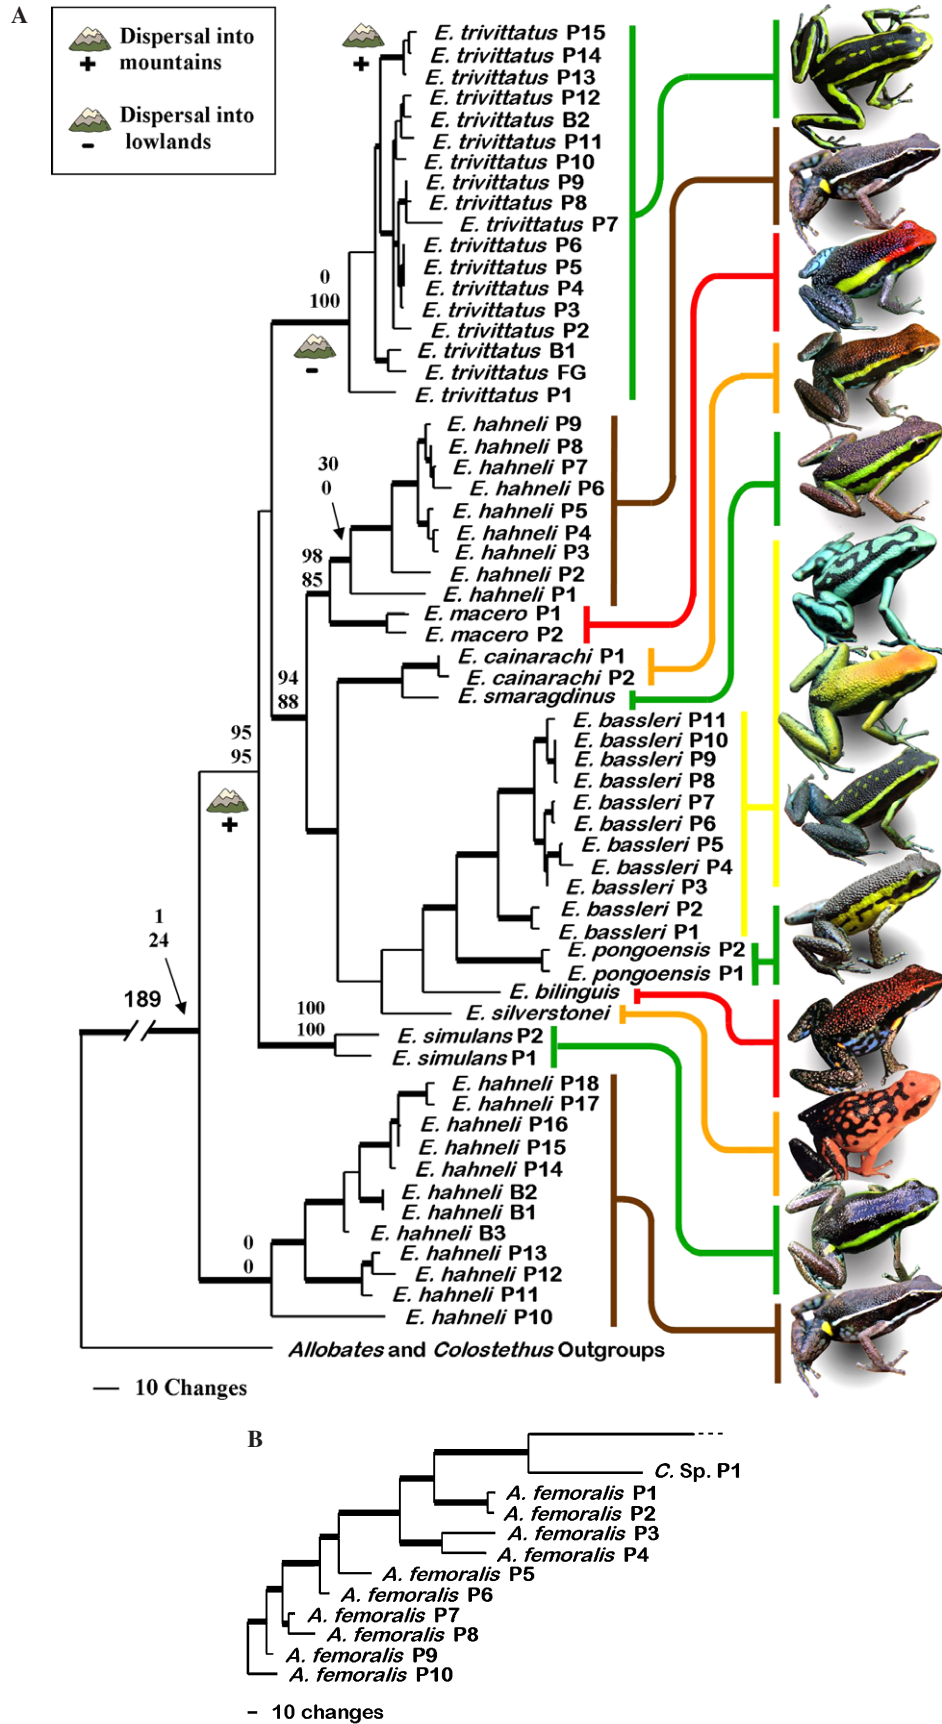 A
Dispersal into
+ mountains
Dispersal into
- lowlands
+
E. trivittatus P15
E. trivittatus P14
E. trivittatus P13
E. trivittatus P12
E. trivittatus B2
E. trivittatus P11
E. trivittatus P10
E. trivittatus P9
E. trivittatus P8
E. trivittatus P7
E. trivittatus P6
E. trivittatus P5
E. trivittatus P4
E. trivittatus P3
E. trivittatus P2
E. trivittatus B1
E. trivittatus FG
E. trivittatus P1
0
100
-
E. hahneli P9
E. hahneli P8
E. hahneli P7
E. hahneli P6
E. hahneli P5
E. hahneli P4
E. hahneli P3
E. hahneli P2
E. hahneli P1
30
0
98
85
E. macero P1
E. macero P2
E. cainarachi P1
E. cainarachi P2
E. smaragdinus
94
88
95
95
+
E. bassleri P11
E. bassleri P10
E. bassleri P9
E. bassleri P8
E. bassleri P7
E. bassleri P6
E. bassleri P5
E. bassleri P4
E. bassleri P3
E. bassleri P2
E. bassleri P1
E. pongoensis P2
E. pongoensis P1
E. bilinguis
E. silverstonei
1
24
189
100
100
E. simulans P2
E. simulans P1
E. hahneli P18
E. hahneli P17
E. hahneli P16
E. hahneli P15
E. hahneli P14
E. hahneli B2
E. hahneli B1
E. hahneli B3
E. hahneli P13
E. hahneli P12
E. hahneli P11
E. hahneli P10
0
0
Allobates and Colostethus Outgroups
10 Changes
B
C. Sp. P1
A. femoralis P1
A. femoralis P2
A. femoralis P3
A. femoralis P4
A. femoralis P5
A. femoralis P6
A. femoralis P7
A. femoralis P8
A. femoralis P9
A. femoralis P10
10 changes